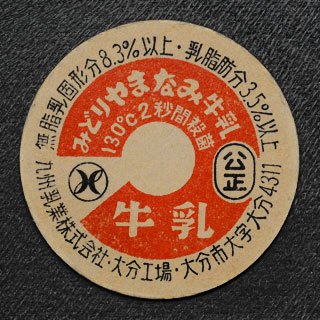 無脂乳固形分8.3%以上・乳脂肪分3.5%以上
みどりやまなみ牛乳
130℃2秒間殺菌
公正
牛乳
九州乳業株式会社・大分工場・大分市大字大分4311